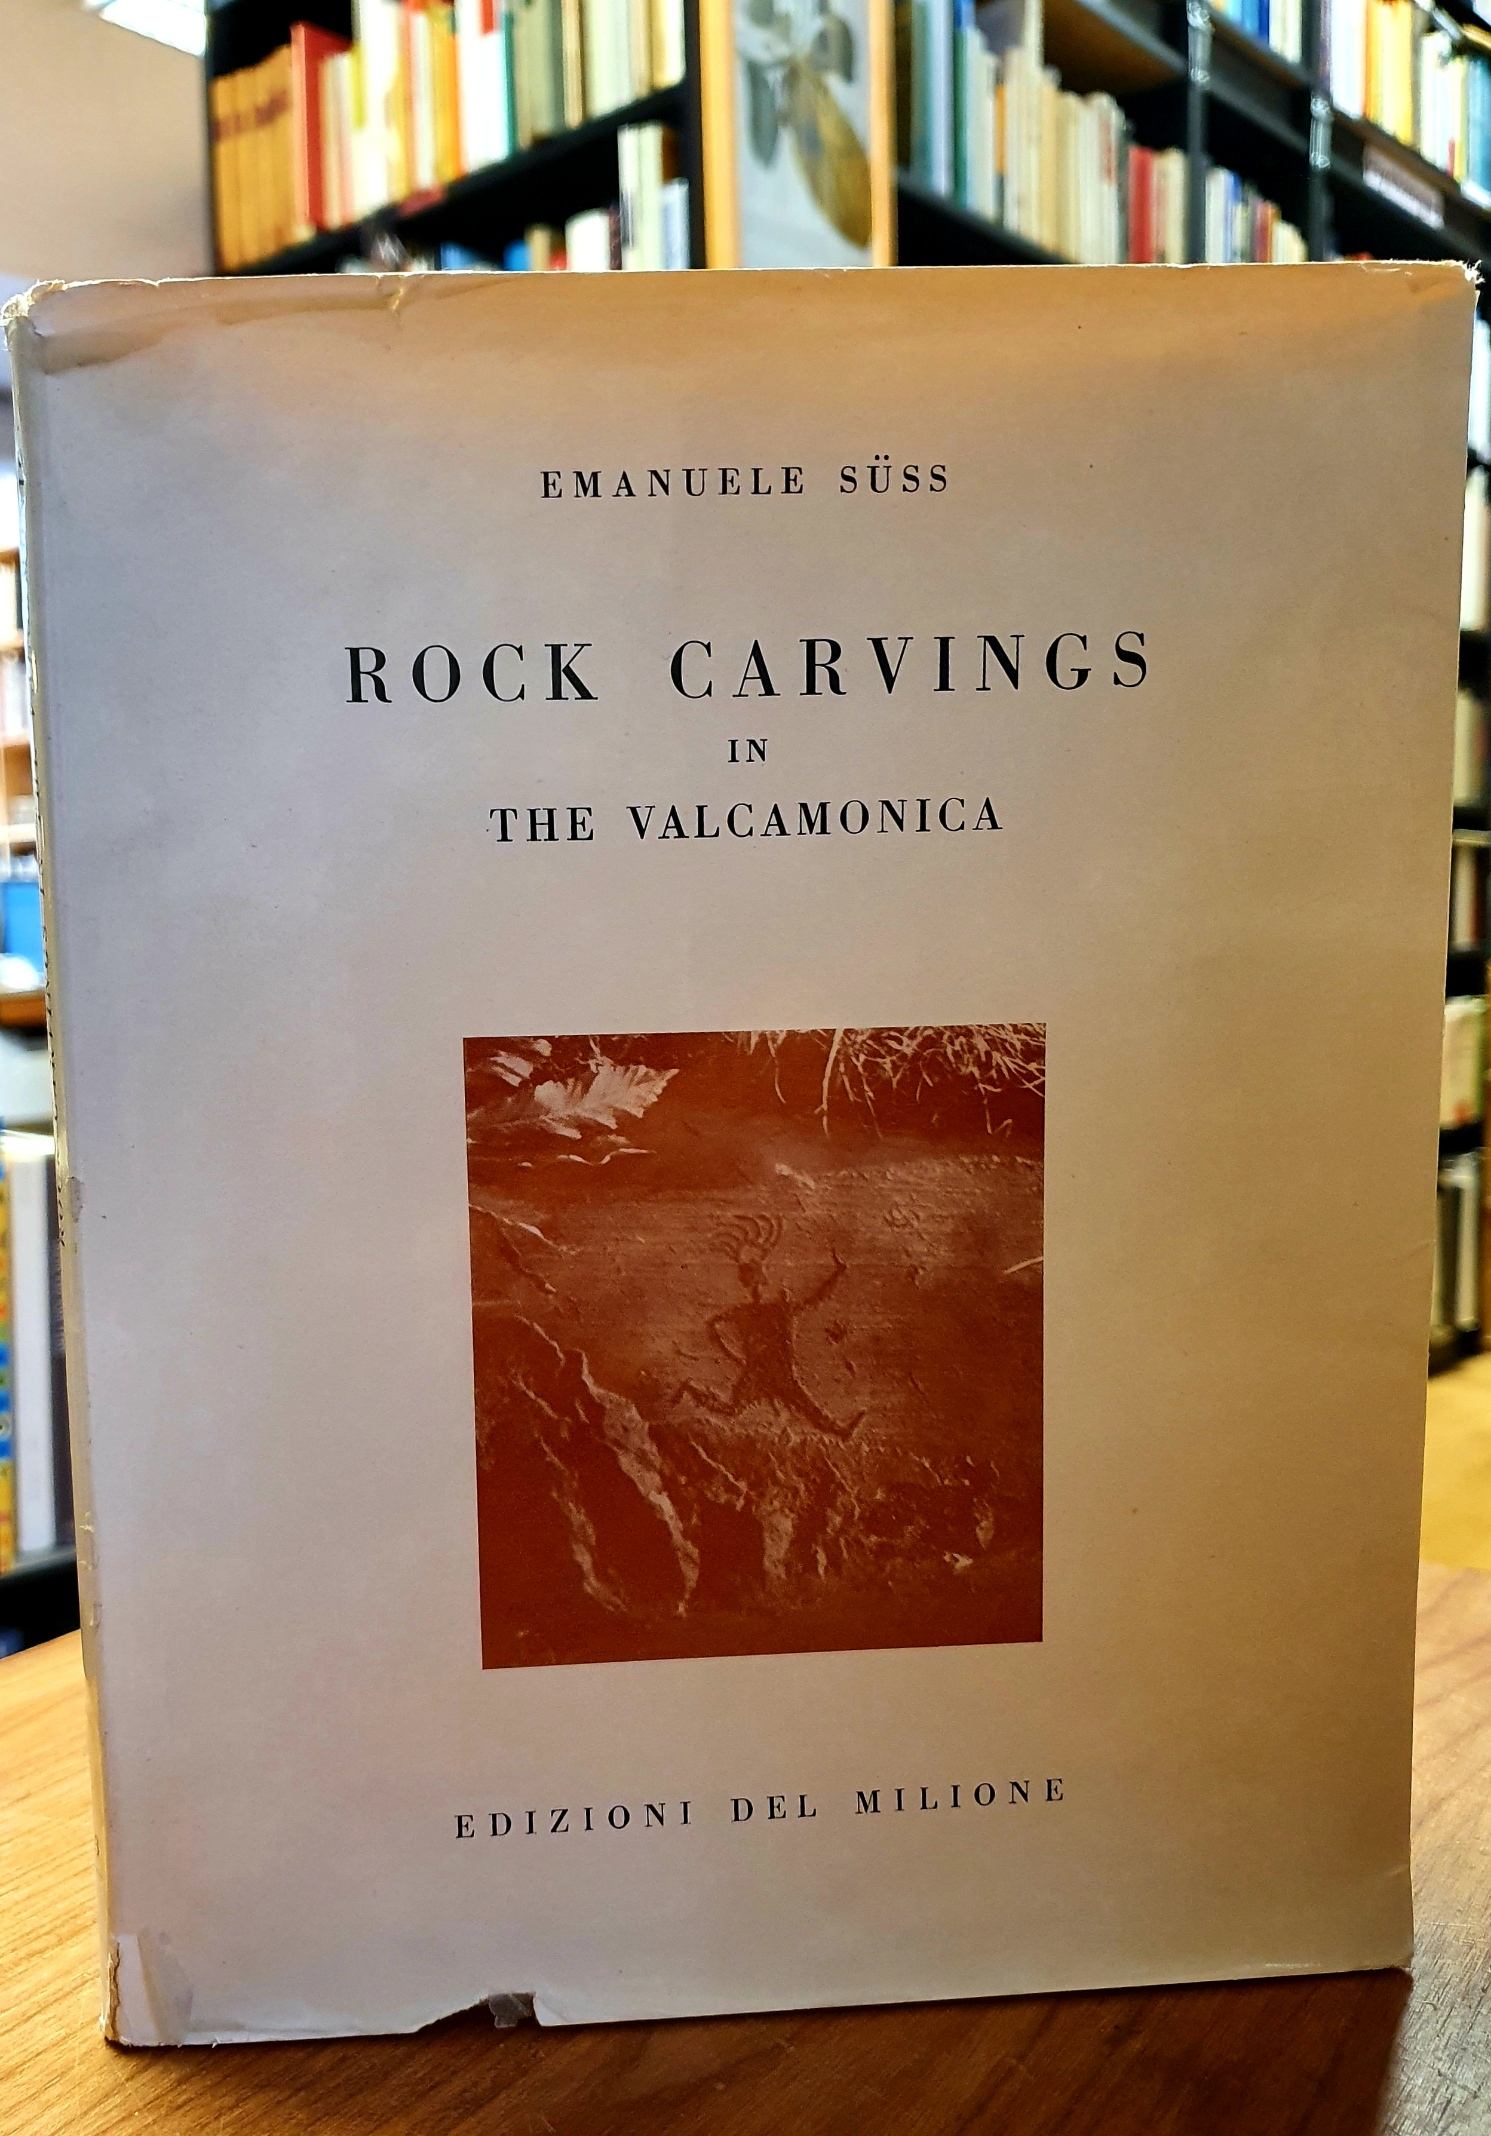 EMANUELE SÜSS
ROCK CARVINGS
IN
THE VALCAMONICA
EDIZIONI DEL MILIONE